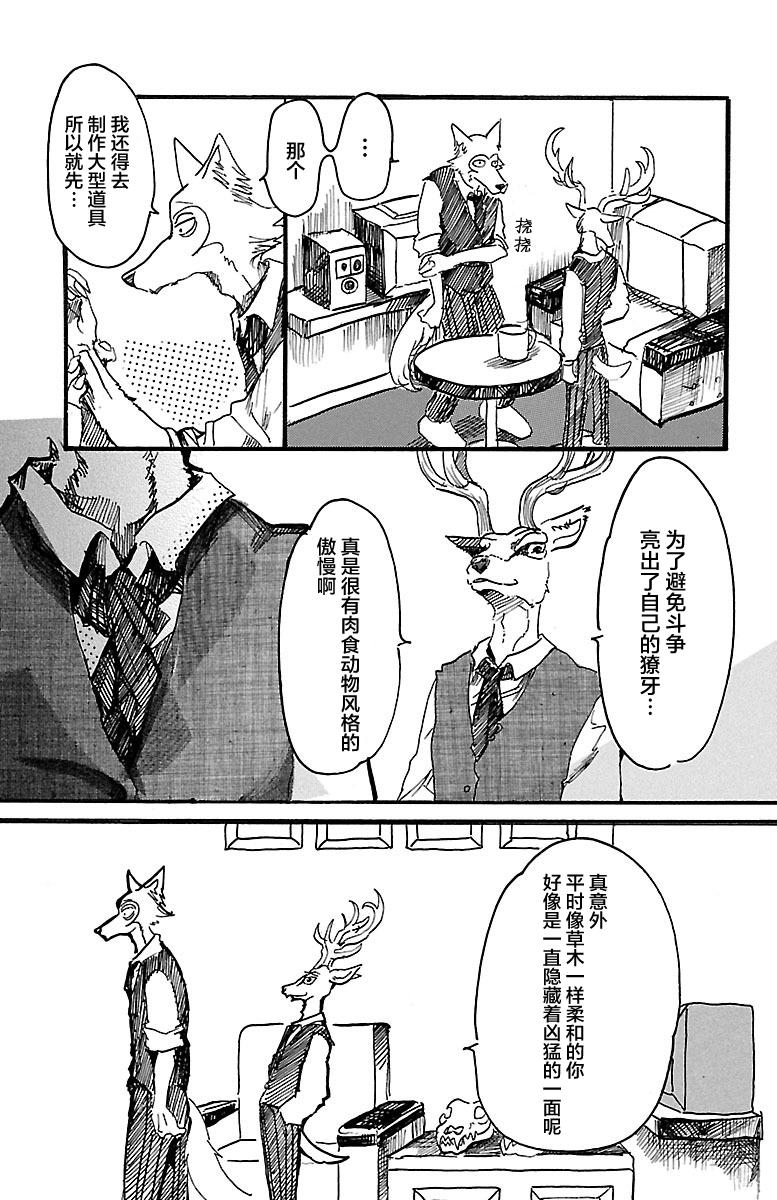 …
那个
挠
挠
我还得去
制作大型道具
所以就先…
为了避免斗争
亮出了自己的獠牙…
真是很有肉食动物风格的
傲慢啊
真意外
平时像草木一样柔和的你
好像是一直隐藏着凶猛的一面呢